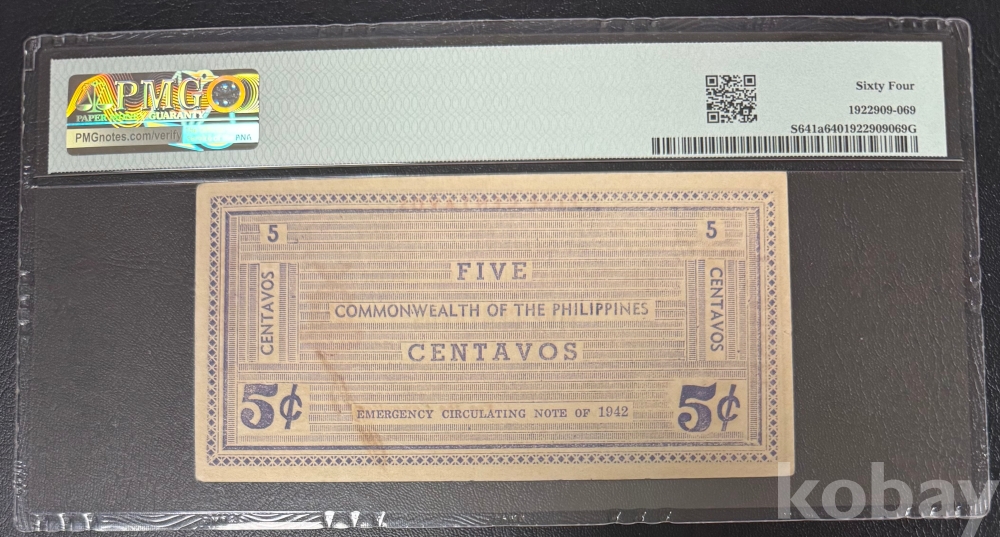 PMG
PAPER MONEY GUARANTY
PMGnotes.com/verify
Sixty Four
1922909-069
S641a6401922909069G
5
5
FIVE
CENTAVOS
COMMONWEALTH OF THE PHILIPPINES
CENTAVOS
CENTAVOS
5¢
EMERGENCY CIRCULATING NOTE OF 1942
5¢
kobay